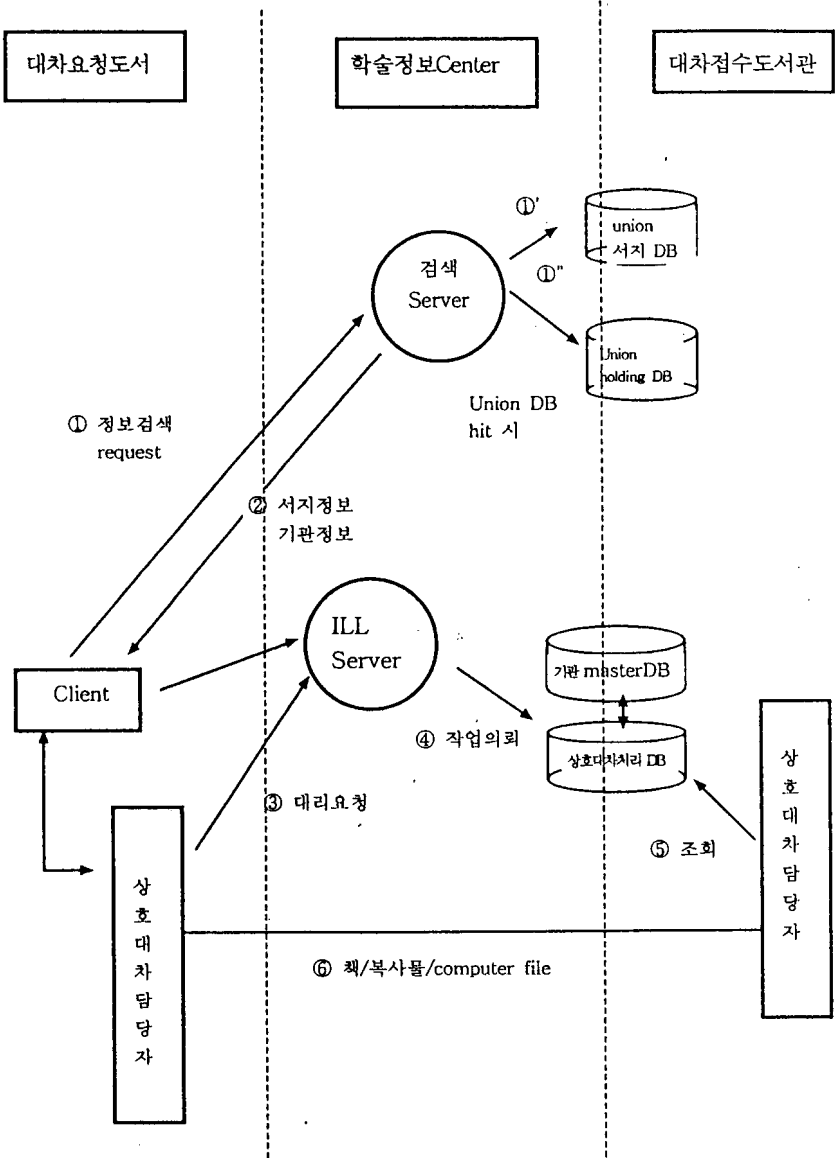 대차요청도서
학술정보Center
대차접수도서관
①'
union
서지 DB
검색
Server
①"
Union
holding DB
Union DB
hit 시
① 정보검색
request
② 서지정보
기관정보
ILL
Server
기관 masterDB
Client
④ 작업의뢰
상호대차처리 DB
③ 대리요청
⑤ 조회
상호대차담당자
상호대차담당자
⑥ 책/복사물/computer file